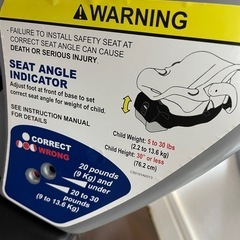 WARNING
- FAILURE TO INSTALL SAFETY SEAT AT
CORRECT SEAT ANGLE CAN CAUSE
DEATH OR SERIOUS INJURY
SEAT ANGLE
INDICATOR
Adjust foot at front of base to set
correct seat angle for weight of child.
SEE INSTRUCTION MANUAL
FOR DETAILS
Child Weight: 5 to 30 lbs
(2.2 to 13.6 kg)
Child Height: 30" or less
(76.2 cm)
CORRECT
WRONG
20 pounds
(9 Kg) and
under
20 to 30
pounds
(9 to 13.6 Kg)